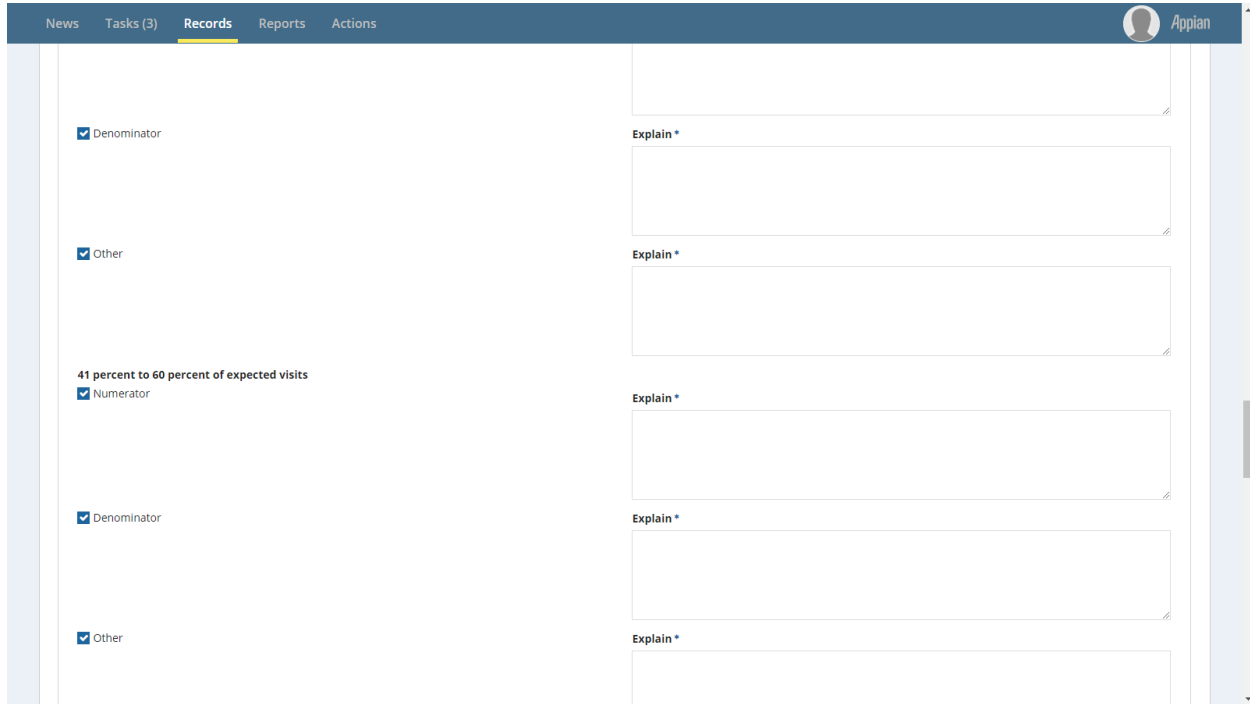 News Tasks (3) Records Reports Actions Appian
Denominator Explain *
Other Explain *
41 percent to 60 percent of expected visits
Numerator Explain *
Denominator Explain *
Other Explain *